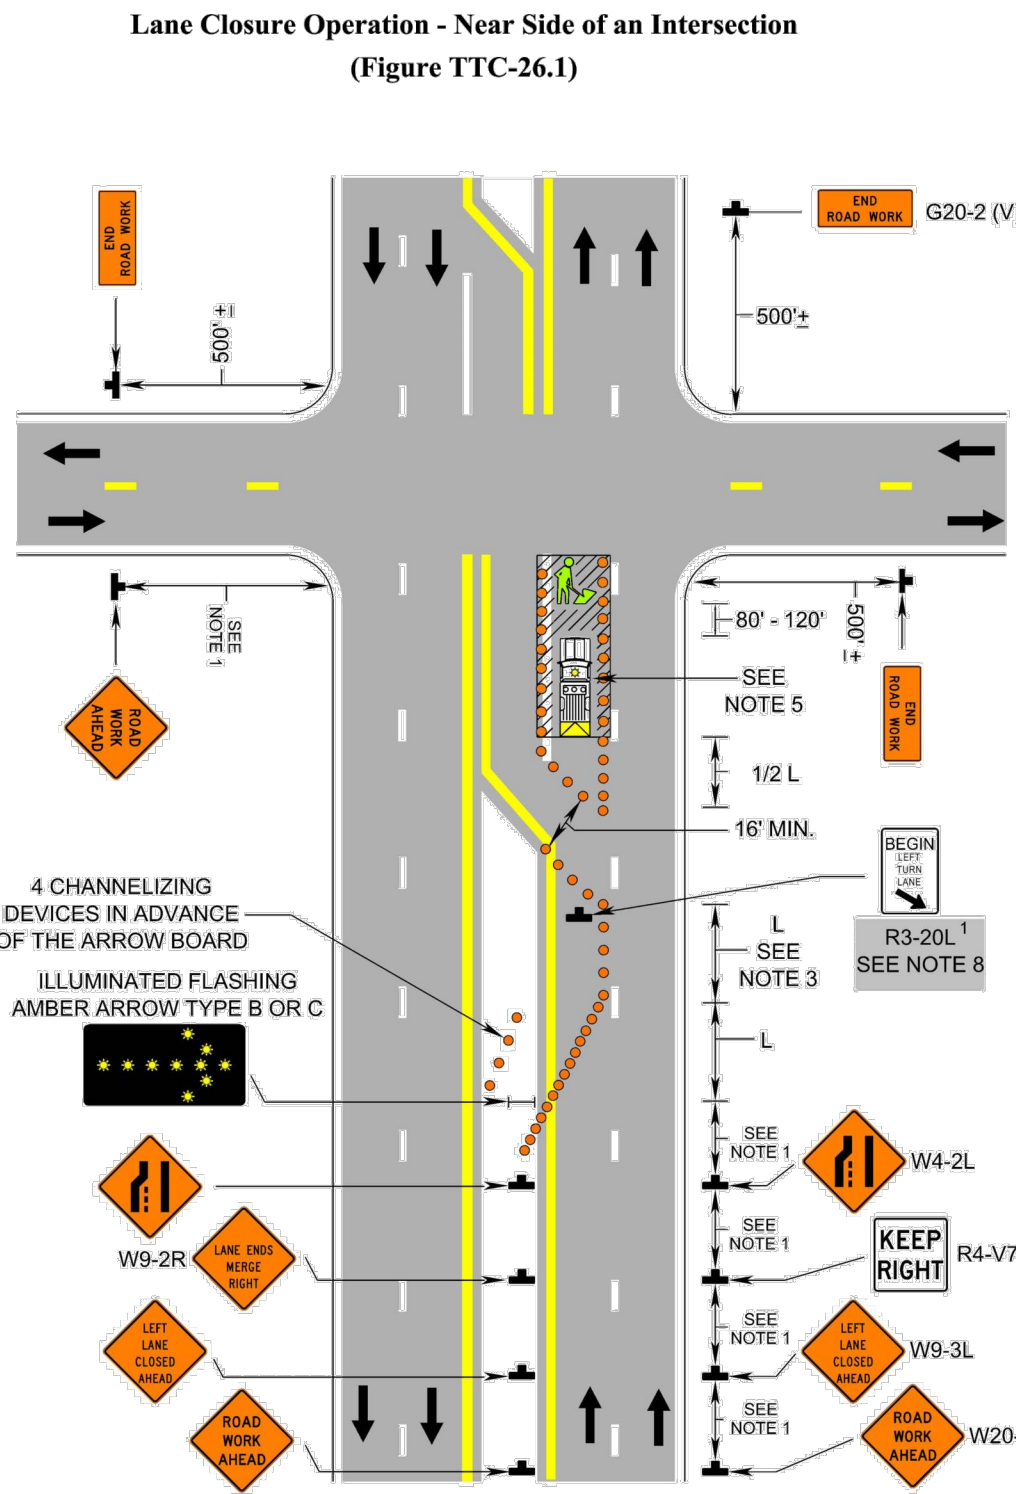 Lane Closure Operation - Near Side of an Intersection
(Figure TTC-26.1)
END
ROAD WORK
END
ROAD WORK
G20-2 (V
500'±
500'±
SEE
NOTE 1
ROAD
WORK
AHEAD
80' - 120'
500'±
SEE
NOTE 5
END
ROAD WORK
1/2 L
16' MIN.
BEGIN
LEFT
TURN
LANE
R3-20L 1
SEE NOTE 8
4 CHANNELIZING
DEVICES IN ADVANCE
OF THE ARROW BOARD
L
SEE
NOTE 3
ILLUMINATED FLASHING
AMBER ARROW TYPE B OR C
L
SEE
NOTE 1
W4-2L
W9-2R
LANE ENDS
MERGE
RIGHT
SEE
NOTE 1
KEEP
RIGHT
R4-V7
LEFT
LANE
CLOSED
AHEAD
SEE
NOTE 1
LEFT
LANE
CLOSED
AHEAD
W9-3L
ROAD
WORK
AHEAD
SEE
NOTE 1
ROAD
WORK
AHEAD
W20-